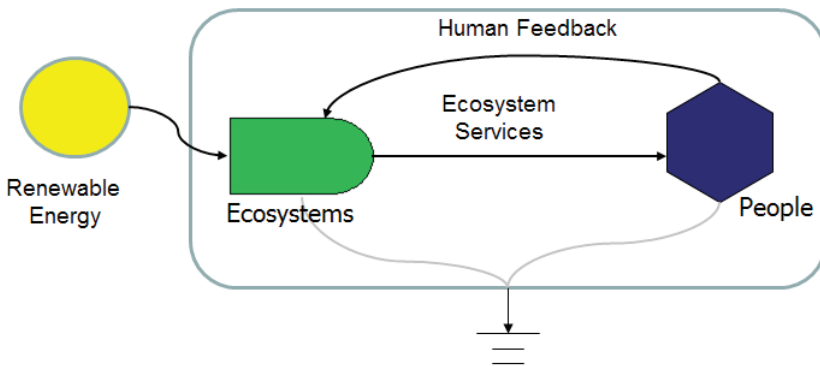 Human Feedback
Ecosystem
Services
Renewable
Energy
Ecosystems
People